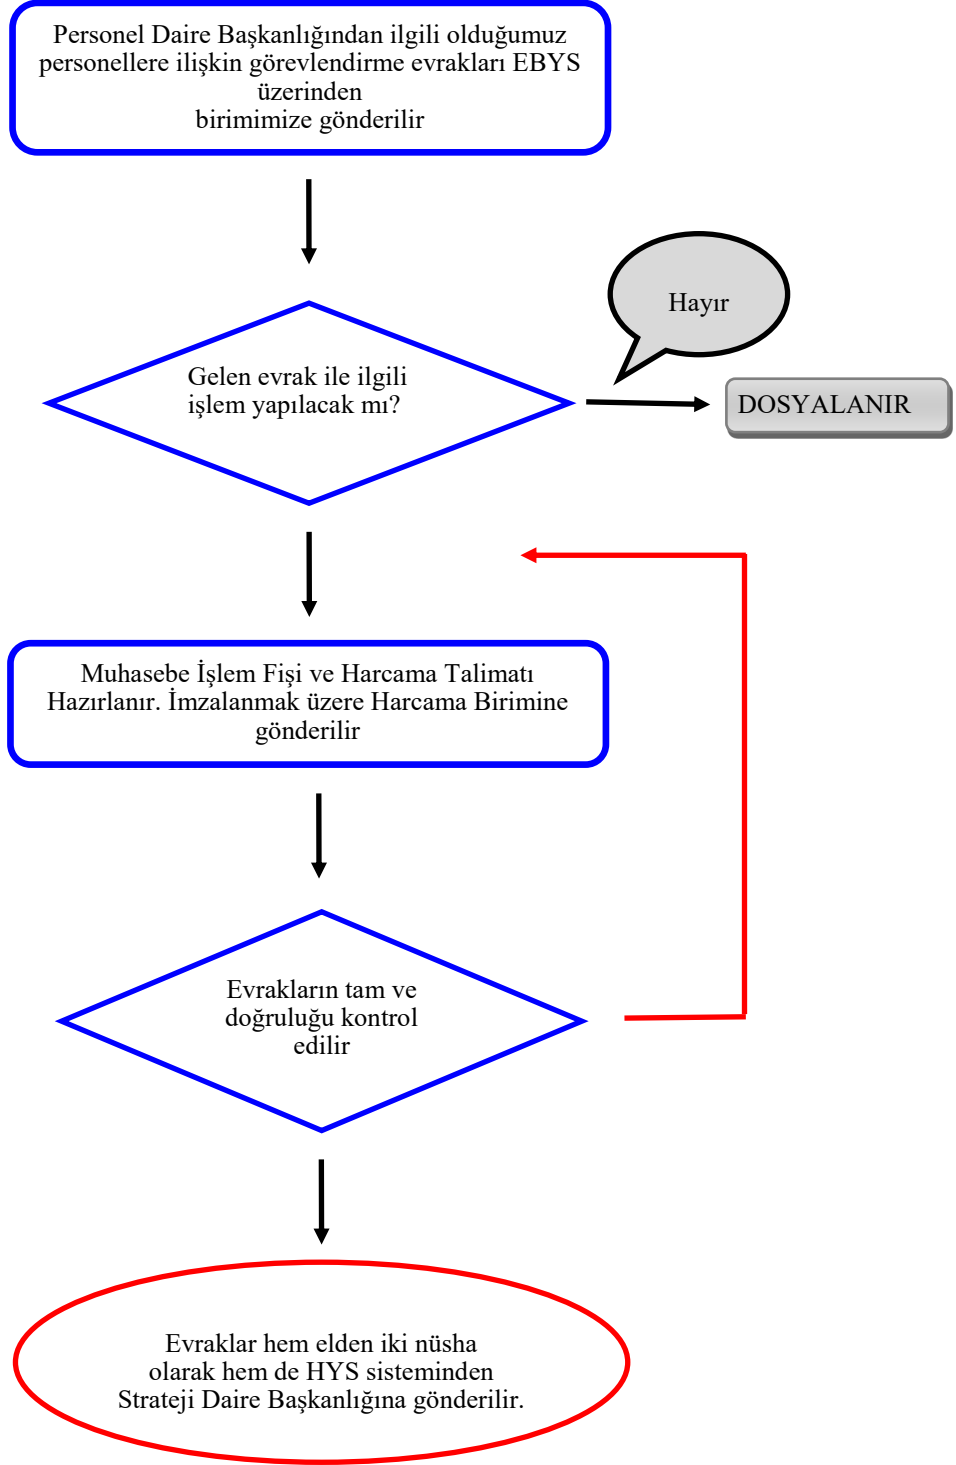 Personel Daire Başkanlığından ilgili olduğumuz
personellere ilişkin görevlendirme evrakları EBYS
üzerinden
birimimize gönderilir
Hayır
Gelen evrak ile ilgili
işlem yapılacak mı?
DOSYALANIR
Muhasebe İşlem Fişi ve Harcama Talimatı
Hazırlanır. İmzalanmak üzere Harcama Birimine
gönderilir
Evrakların tam ve
doğruluğu kontrol
edilir
Evraklar hem elden iki nüsha
olarak hem de HYS sisteminden
Strateji Daire Başkanlığına gönderilir.